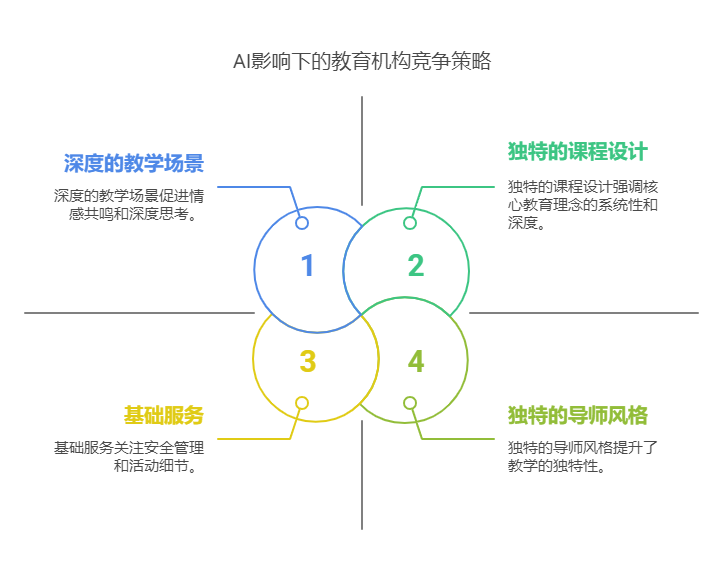 AI影响下的教育机构竞争策略
深度的教学场景
深度的教学场景促进情
感共鸣和深度思考。
独特的课程设计
独特的课程设计强调核
心教育理念的系统性和
深度。
1
2
3
4
基础服务
基础服务关注安全管理
和活动细节。
独特的导师风格
独特的导师风格提升了
教学的独特性。